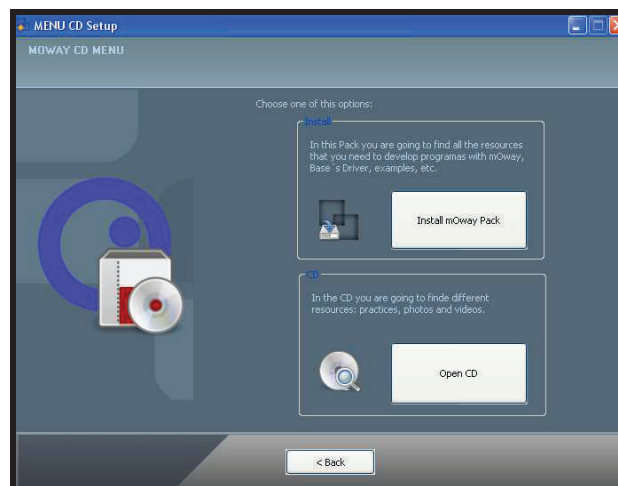 MENU CD Setup
MOWAY CD MENU
Choose one of this options:
Install
In this Pack you are going to find all the resources
that you need to develop programas with mOway,
Base´s Driver, examples, etc.
Install mOway Pack
CD
In the CD you are going to finde different
resources: practices, photos and videos.
Open CD
< Back